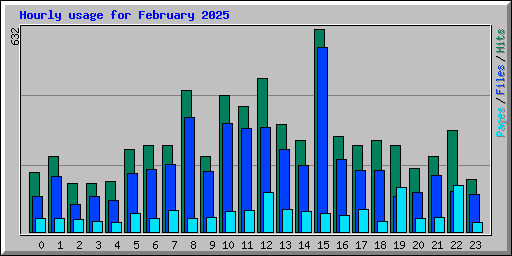 Hourly usage for February 2025
632
Pages/Files/Hits
0 1 2 3 4 5 6 7 8 9 10 11 12 13 14 15 16 17 18 19 20 21 22 23